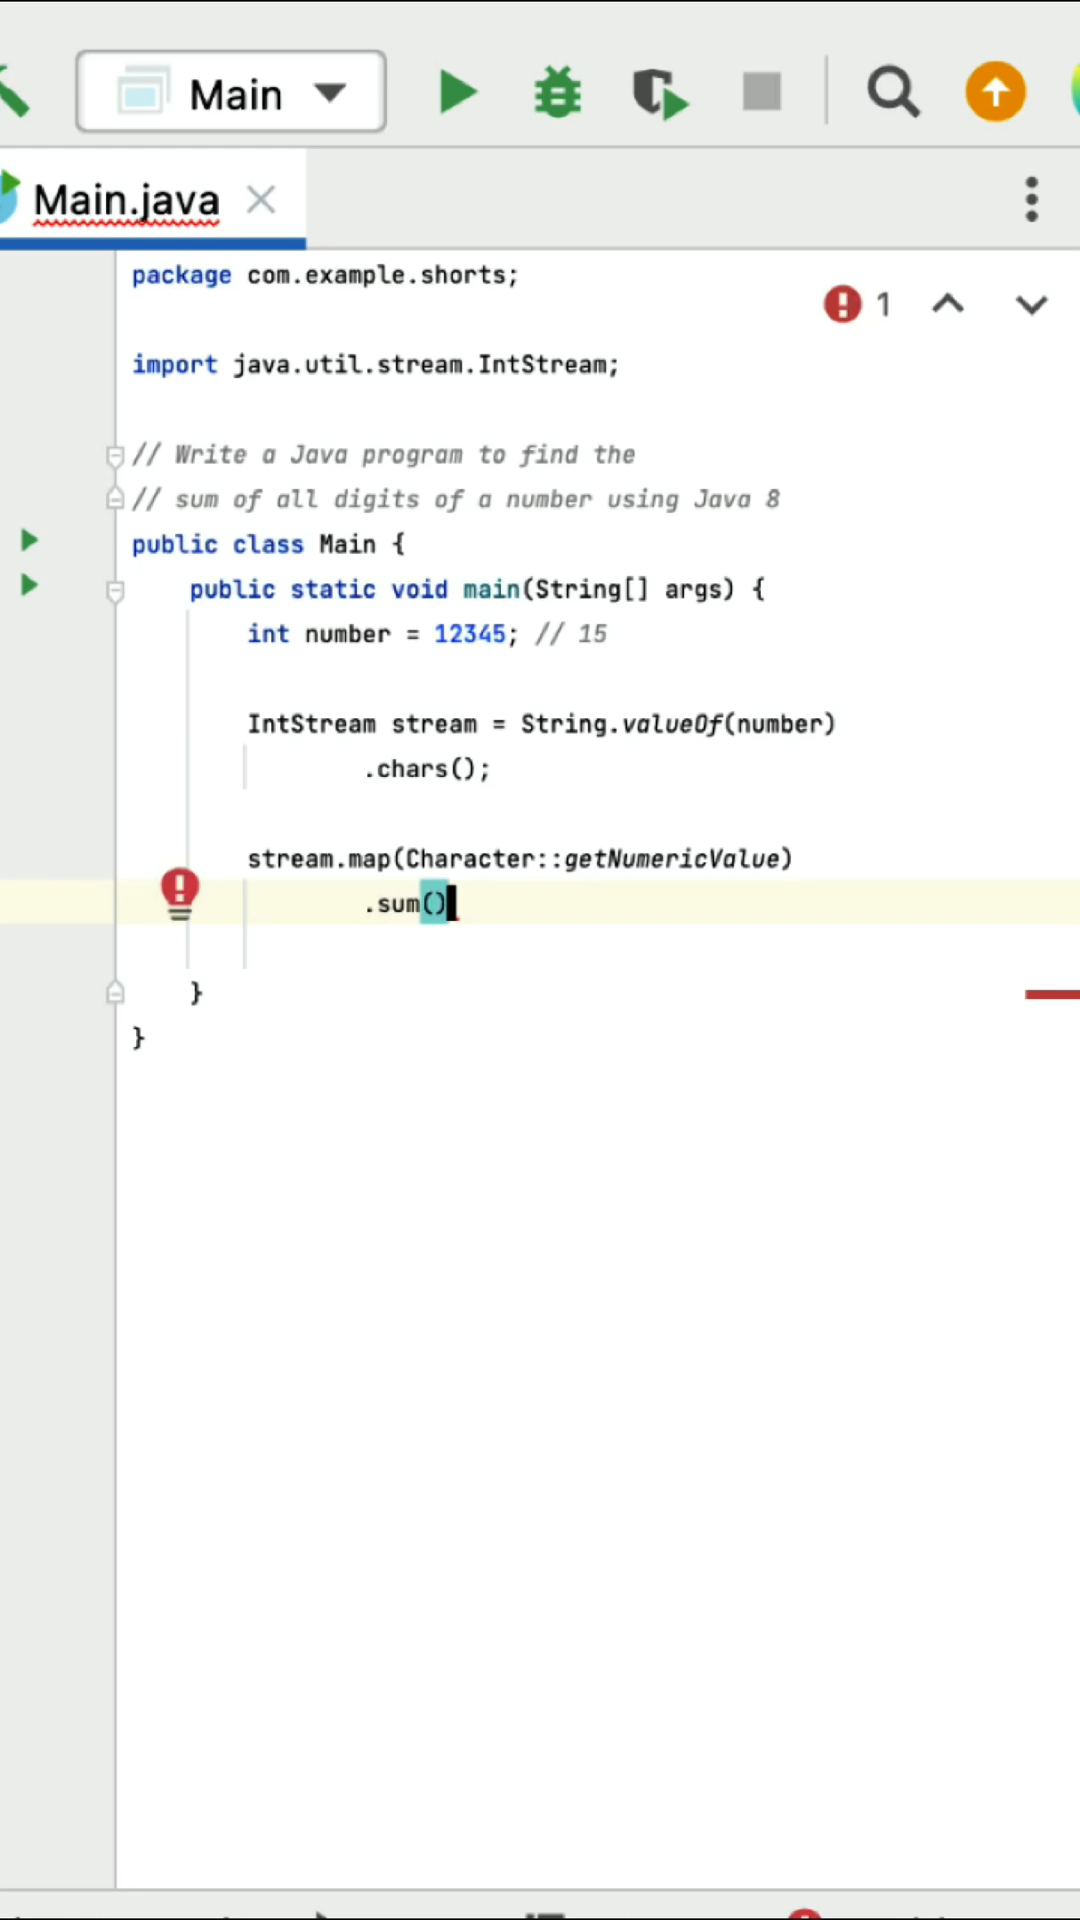 Main
Main.java
package com.example.shorts;
1
import java.util.stream.IntStream;
// Write a Java program to find the
// sum of all digits of a number using Java 8
public class Main {
public static void main(String[] args) {
int number = 12345; // 15
IntStream stream = String.valueOf(number)
.chars();
stream.map(Character::getNumericValue)
.sum()
}
}